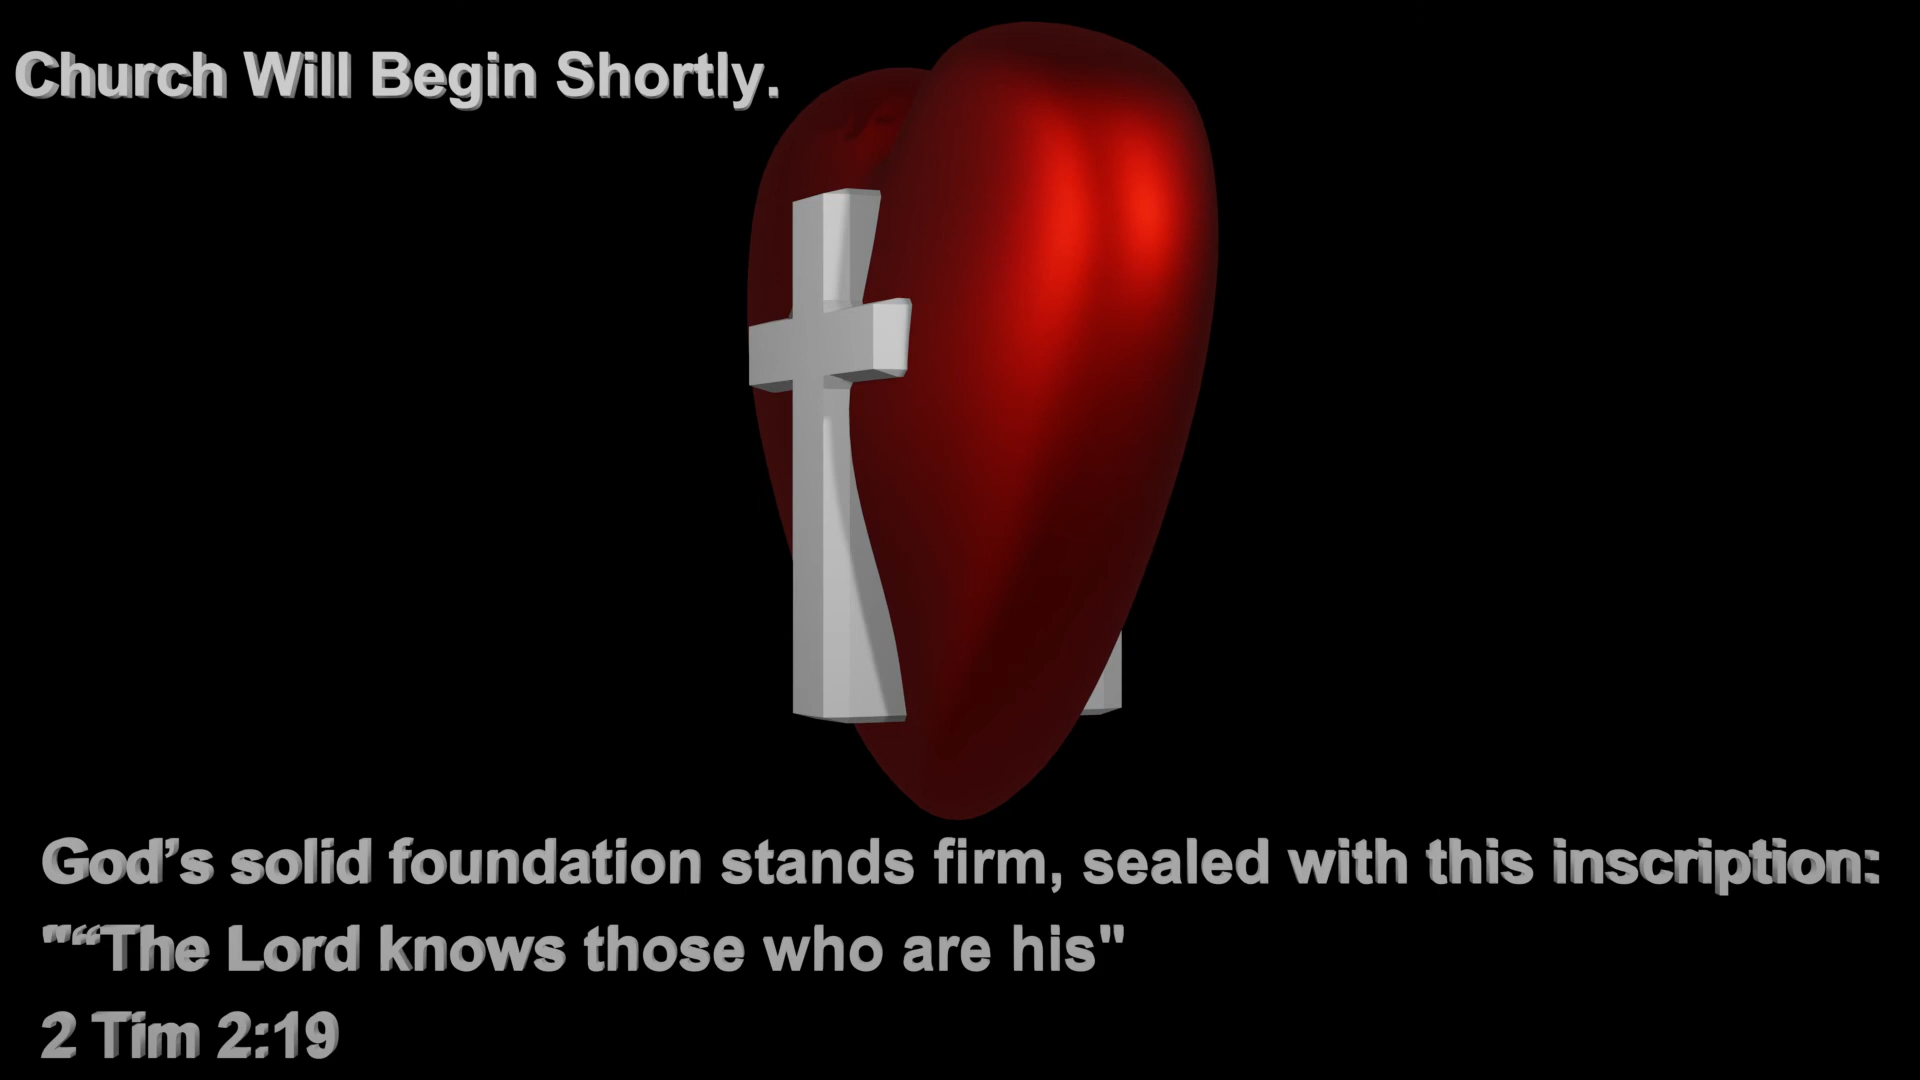 Church Will Begin Shortly.
God’s solid foundation stands firm, sealed with this inscription:
"“The Lord knows those who are his"
2 Tim 2:19